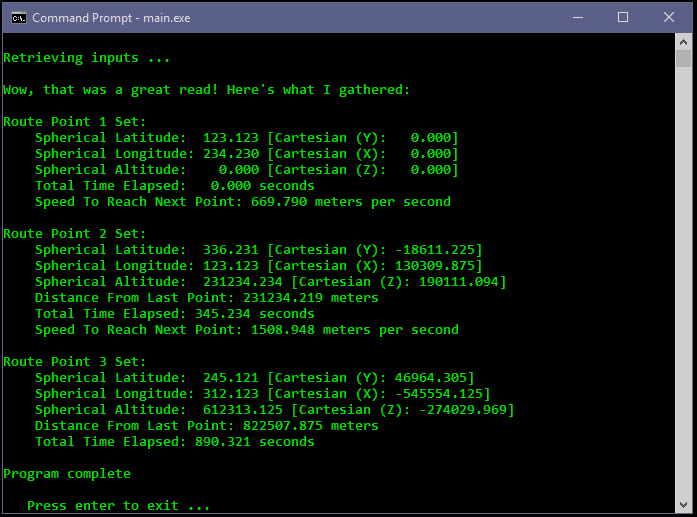 Command Prompt - main.exe
Retrieving inputs ...
Wow, that was a great read! Here's what I gathered:
Route Point 1 Set:
Spherical Latitude:  123.123 [Cartesian (Y):   0.000]
Spherical Longitude: 234.230 [Cartesian (X):   0.000]
Spherical Altitude:    0.000 [Cartesian (Z):   0.000]
Total Time Elapsed:   0.000 seconds
Speed To Reach Next Point: 669.790 meters per second
Route Point 2 Set:
Spherical Latitude:  336.231 [Cartesian (Y): -18611.225]
Spherical Longitude: 123.123 [Cartesian (X): 130309.875]
Spherical Altitude:  231234.234 [Cartesian (Z): 190111.094]
Distance From Last Point: 231234.219 meters
Total Time Elapsed: 345.234 seconds
Speed To Reach Next Point: 1508.948 meters per second
Route Point 3 Set:
Spherical Latitude:  245.121 [Cartesian (Y): 46964.305]
Spherical Longitude: 312.123 [Cartesian (X): -545554.125]
Spherical Altitude:  612313.125 [Cartesian (Z): -274029.969]
Distance From Last Point: 822507.875 meters
Total Time Elapsed: 890.321 seconds
Program complete
Press enter to exit ...